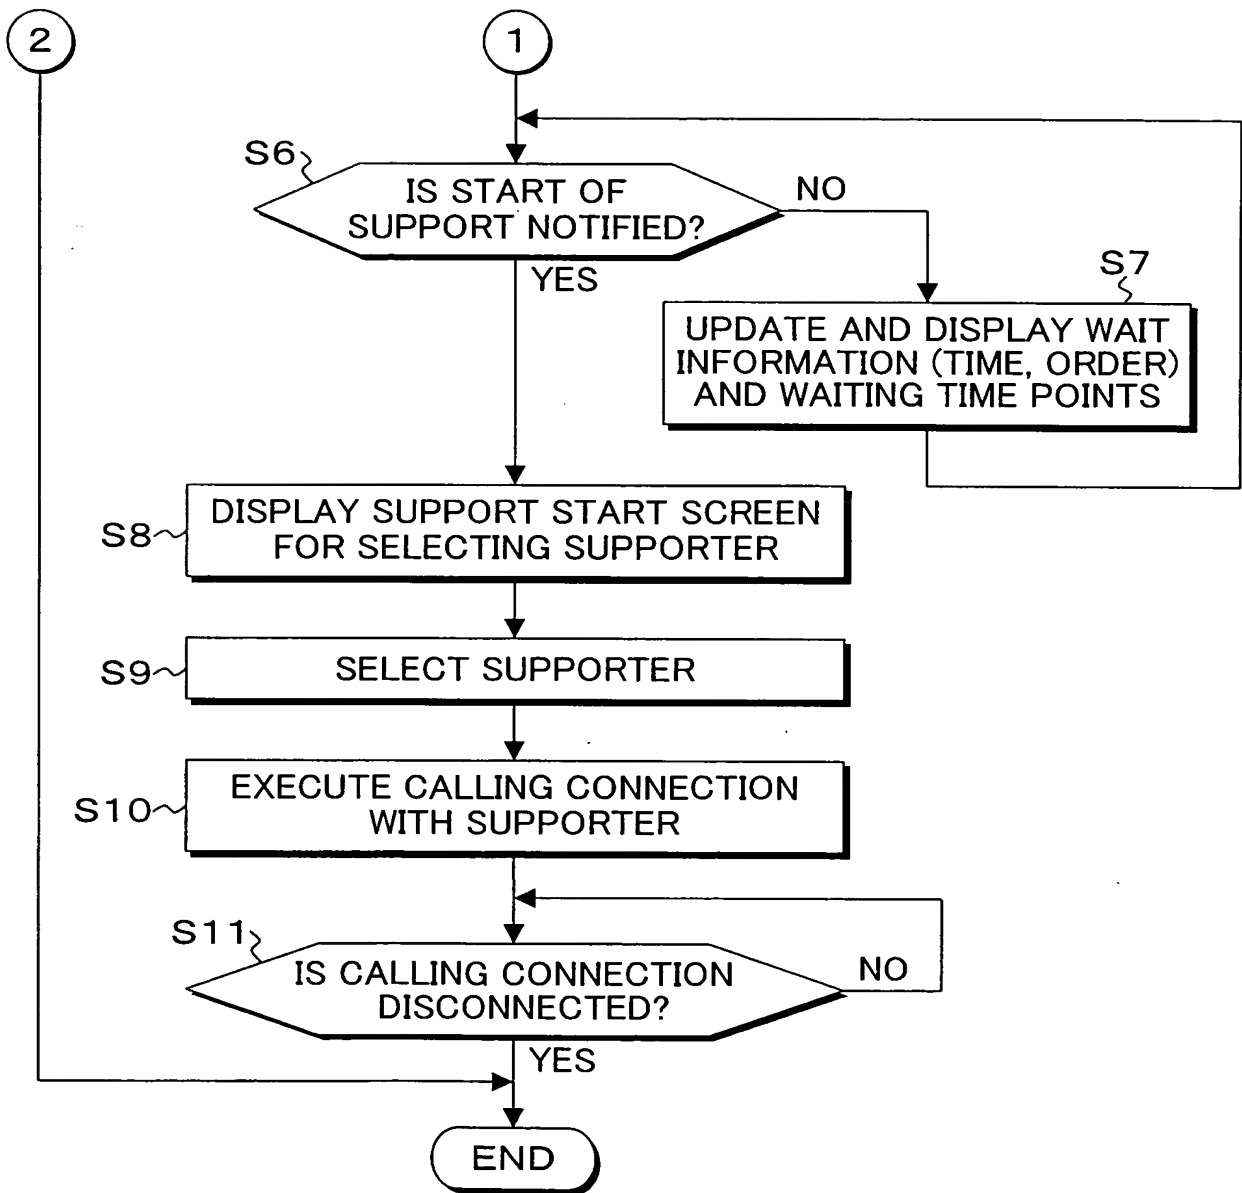 2
1
S6
IS START OF
SUPPORT NOTIFIED?
NO
YES
S7
UPDATE AND DISPLAY WAIT
INFORMATION (TIME, ORDER)
AND WAITING TIME POINTS
S8
DISPLAY SUPPORT START SCREEN
FOR SELECTING SUPPORTER
S9
SELECT SUPPORTER
S10
EXECUTE CALLING CONNECTION
WITH SUPPORTER
S11
IS CALLING CONNECTION
DISCONNECTED?
NO
YES
END